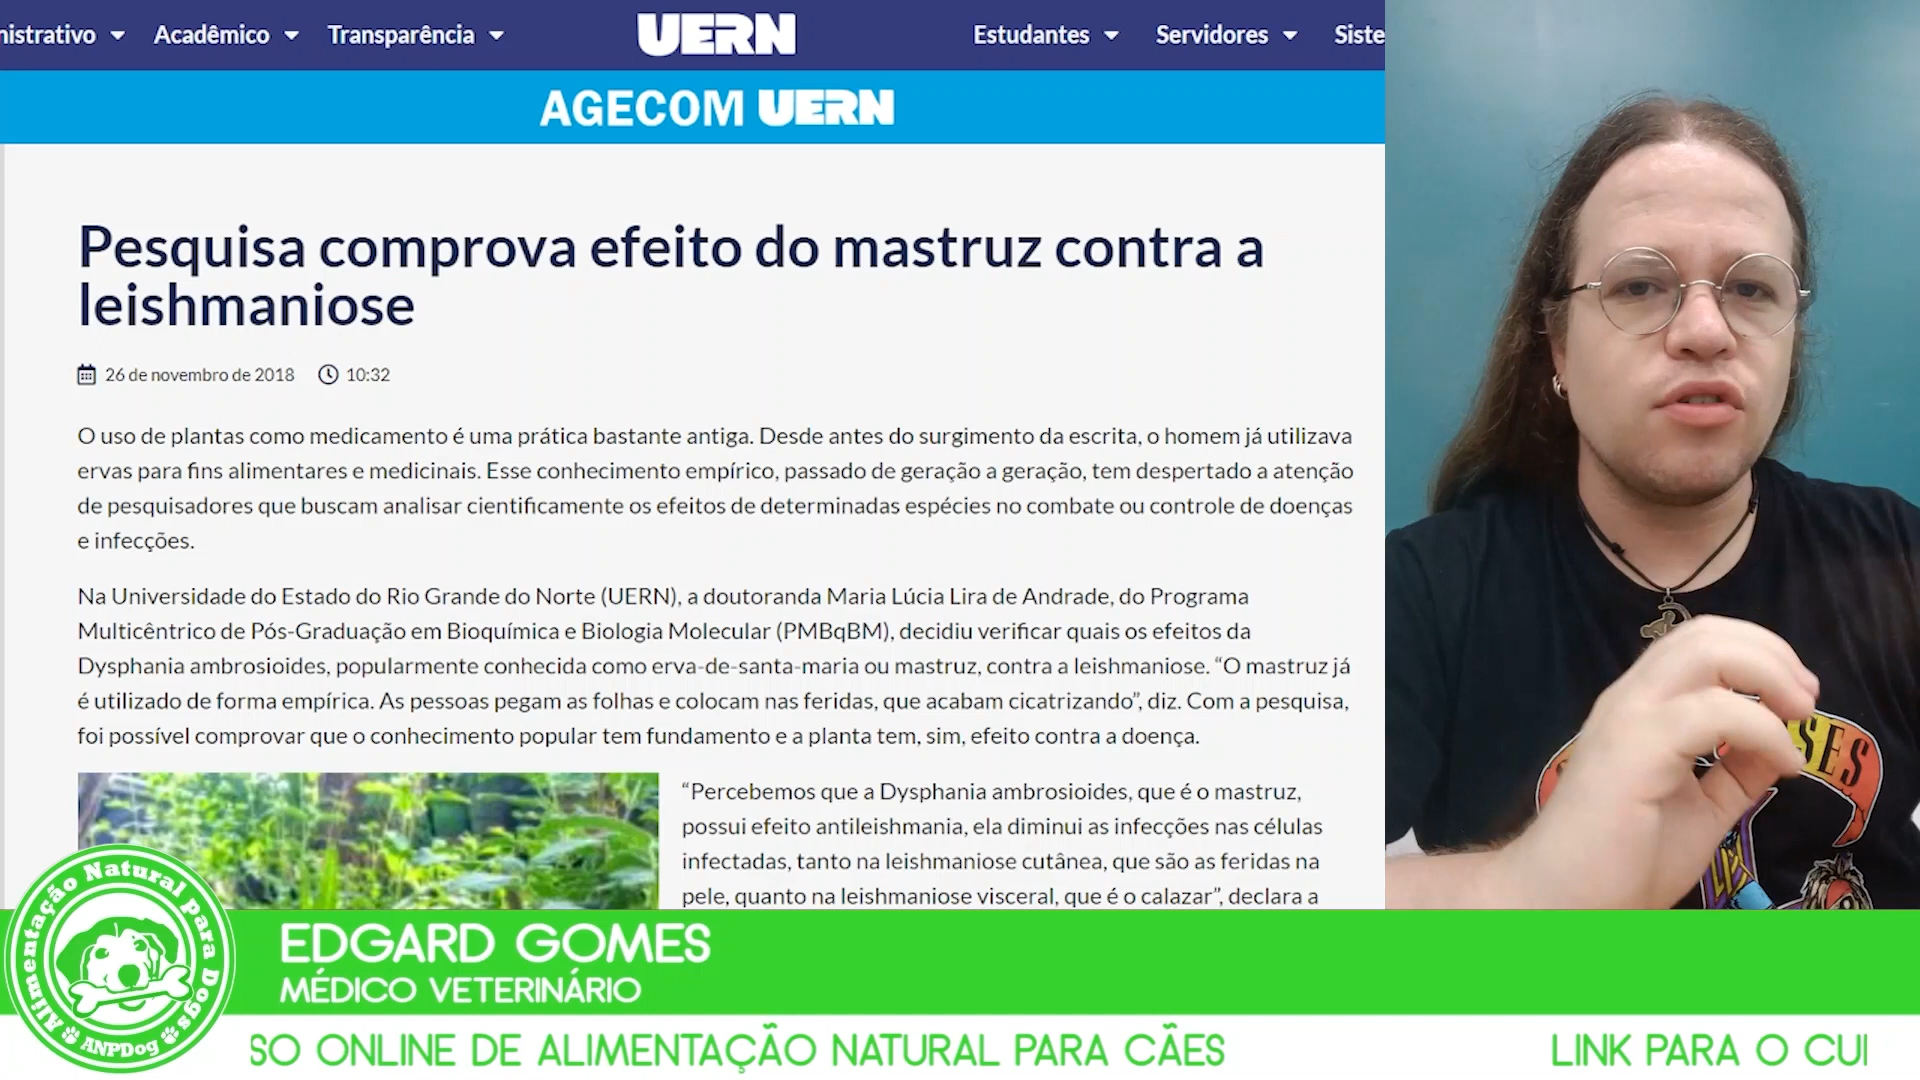 nistrativo Acadêmico Transparência UERN Estudantes Servidores Siste
AGECOM UERN
Pesquisa comprova efeito do mastruz contra a
leishmaniose
26 de novembro de 2018 10:32
O uso de plantas como medicamento é uma prática bastante antiga. Desde antes do surgimento da escrita, o homem já utilizava
ervas para fins alimentares e medicinais. Esse conhecimento empírico, passado de geração a geração, tem despertado a atenção
de pesquisadores que buscam analisar cientificamente os efeitos de determinadas espécies no combate ou controle de doenças
e infecções.
Na Universidade do Estado do Rio Grande do Norte (UERN), a doutoranda Maria Lúcia Lira de Andrade, do Programa
Multicêntrico de Pós-Graduação em Bioquímica e Biologia Molecular (PMBqBM), decidiu verificar quais os efeitos da
Dysphania ambrosioides, popularmente conhecida como erva-de-santa-maria ou mastruz, contra a leishmaniose. “O mastruz já
é utilizado de forma empírica. As pessoas pegam as folhas e colocam nas feridas, que acabam cicatrizando”, diz. Com a pesquisa,
foi possível comprovar que o conhecimento popular tem fundamento e a planta tem, sim, efeito contra a doença.
“Percebemos que a Dysphania ambrosioides, que é o mastruz,
possui efeito antileishmania, ela diminui as infecções nas células
infectadas, tanto na leishmaniose cutânea, que são as feridas na
pele, quanto na leishmaniose visceral, que é o calazar”, declara a
SES
Alimentação Natural para Dogs
ANPDog
EDGARD GOMES
MÉDICO VETERINÁRIO
SO ONLINE DE ALIMENTAÇÃO NATURAL PARA CÃES LINK PARA O CUI